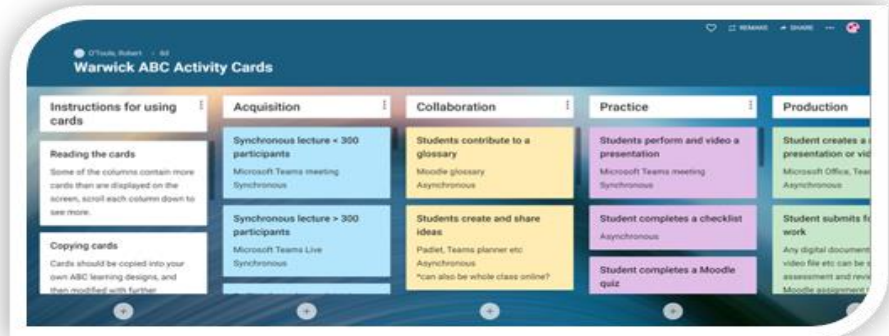 REMAKE
SHARE
O'Toole, Robert
6d
Warwick ABC Activity Cards
Instructions for using
cards
Reading the cards
Some of the columns contain more
cards than are displayed on the
screen, scroll each column down to
see more.
Copying cards
Cards should be copied into your
own ABC learning designs, and
then modified with further
Acquisition
Synchronous lecture < 300
participants
Microsoft Teams meeting
Synchronous
Synchronous lecture > 300
participants
Microsoft Teams Live
Synchronous
Collaboration
Students contribute to a
glossary
Moodle glossary
Asynchronous
Students create and share
ideas
Padlet, Teams planner etc
Asynchronous
*can also be whole class online?
Practice
Students perform and video a
presentation
Microsoft Teams meeting
Synchronous
Student completes a checklist
Asynchronous
Student completes a Moodle
quiz
Production
Student creates a
presentation or
Microsoft Office,
Asynchronous
Student submits
work
Any digital document
video file etc can be
assessment and
Moodle assignment